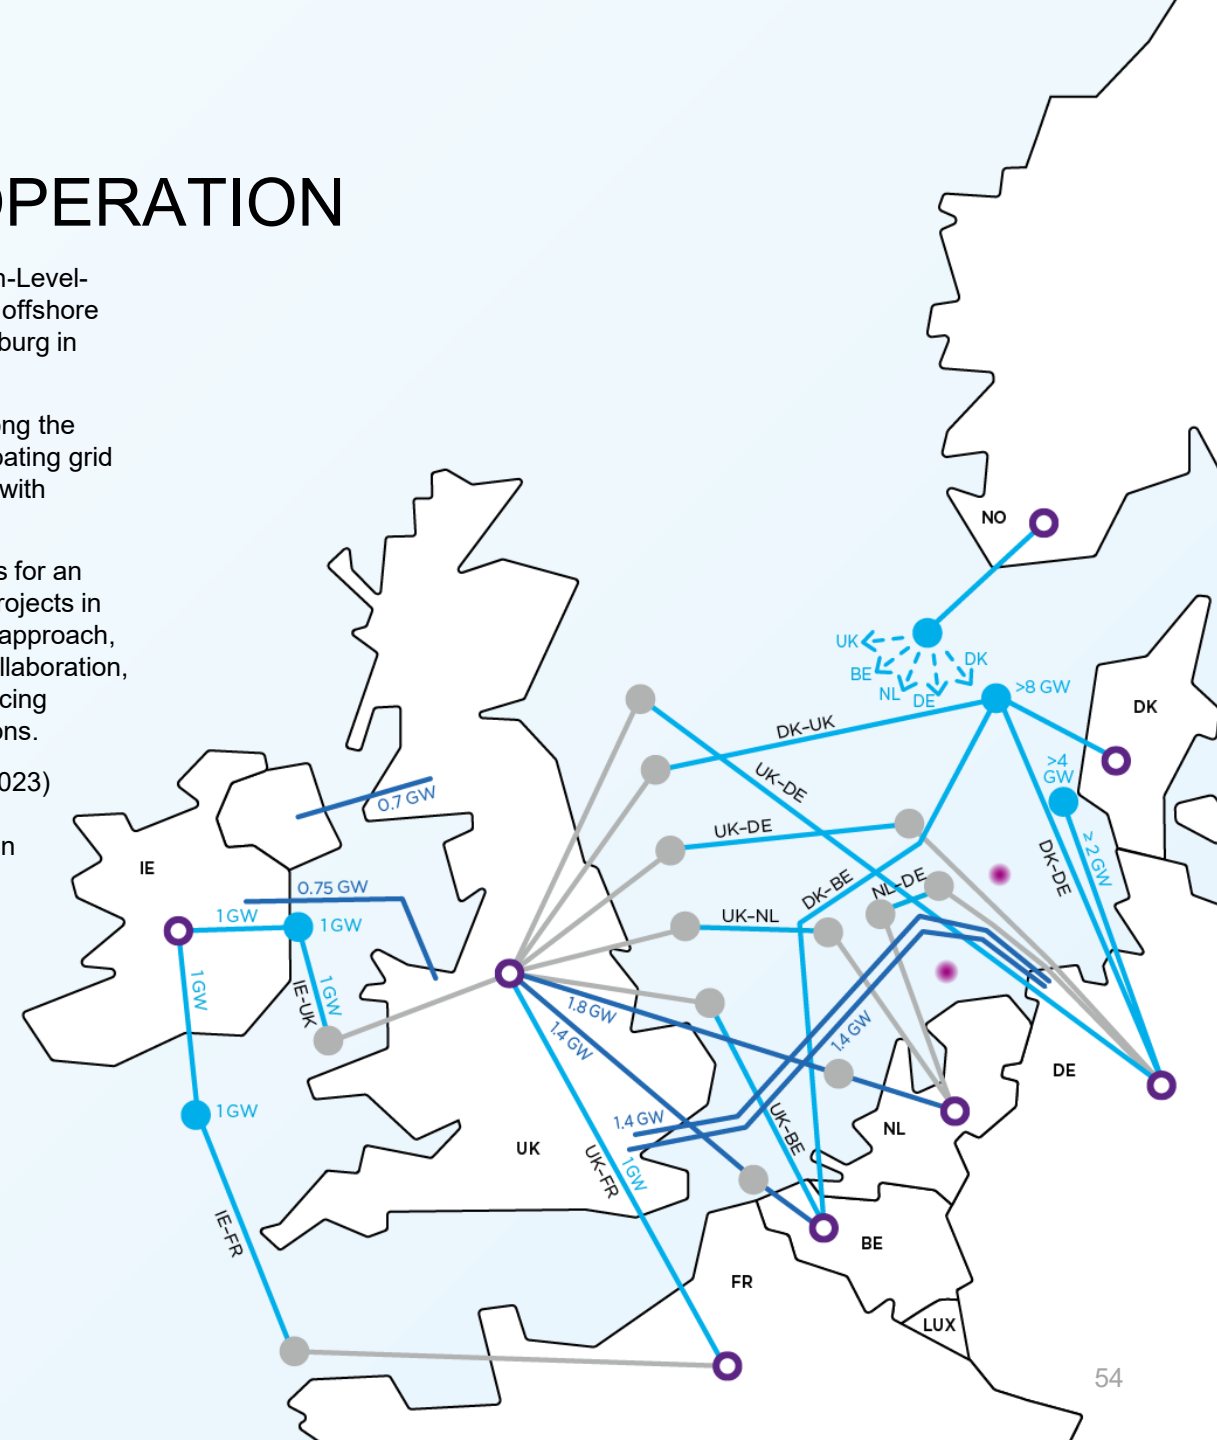 OPERATION
n-Level-
offshore
burg in
ong the
pating grid
with
s for an
rojects in
approach,
llaboration,
cing
ons.
023)
n
NO
UK
BE
NL
DE
DK
>8 GW
DK
DK-UK
>4
GW
UK-DE
0.7 GW
UK-DE
≥ 2 GW
DK-DE
IE
0.75 GW
DK-BE
NL-DE
1 GW
1 GW
UK-NL
1 GW
IE-UK
1 GW
1.8 GW
1.4 GW
1.4 GW
DE
1 GW
1.4 GW
UK-BE
NL
UK
UK-FR
1 GW
IE-FR
BE
FR
LUX
54